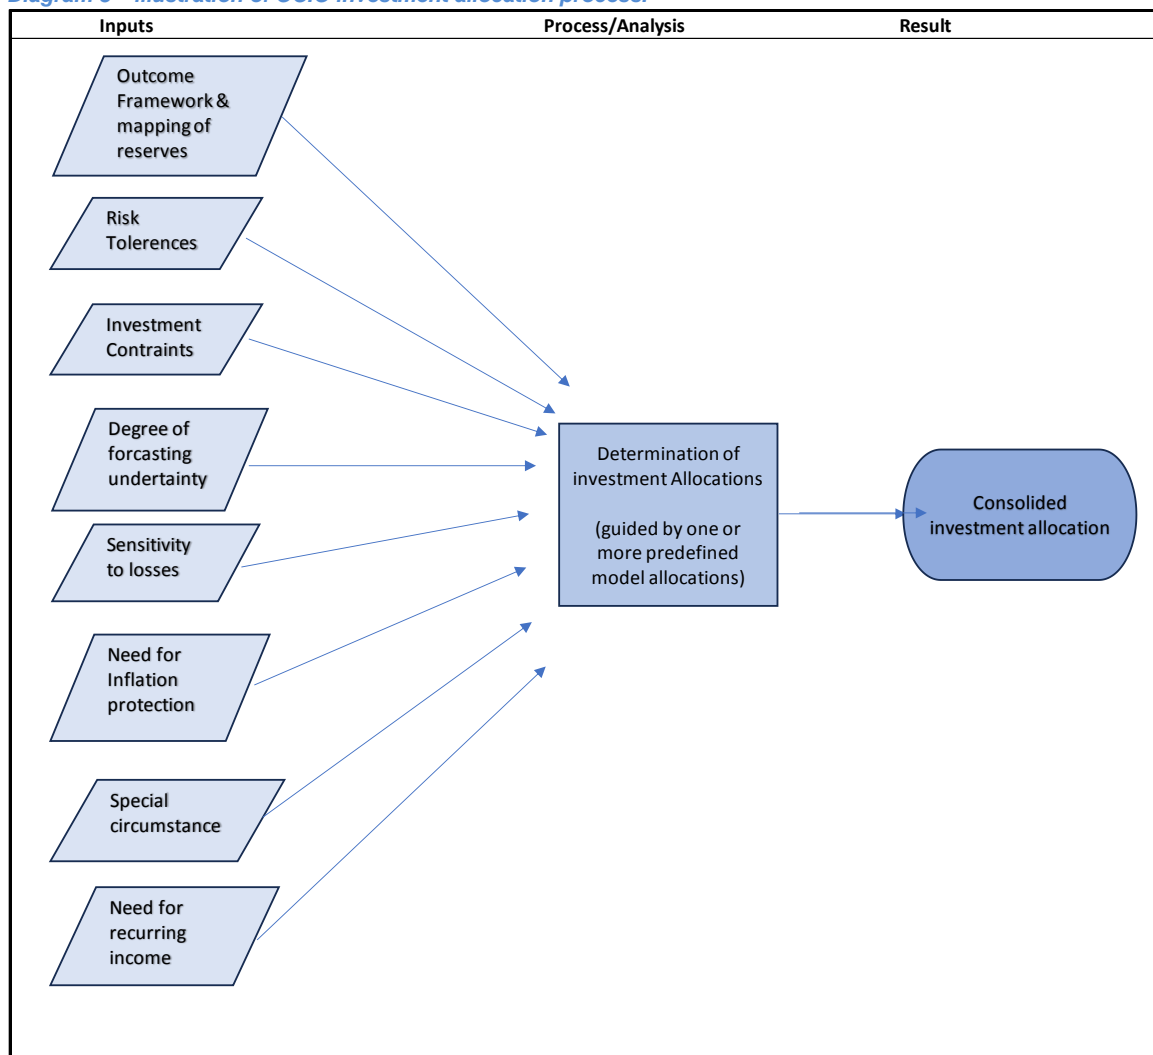 Inputs Process/Analysis Result
Outcome
Framework &
mapping of
reserves
Risk
Tolerences
Investment
Contraints
Degree of
forcasting
undertainty
Sensitivity
to losses
Need for
Inflation
protection
Special
circumstance
Need for
recurring
income
Determination of
investment Allocations
(guided by one or
more predefined
model allocations)
Consolided
investment allocation